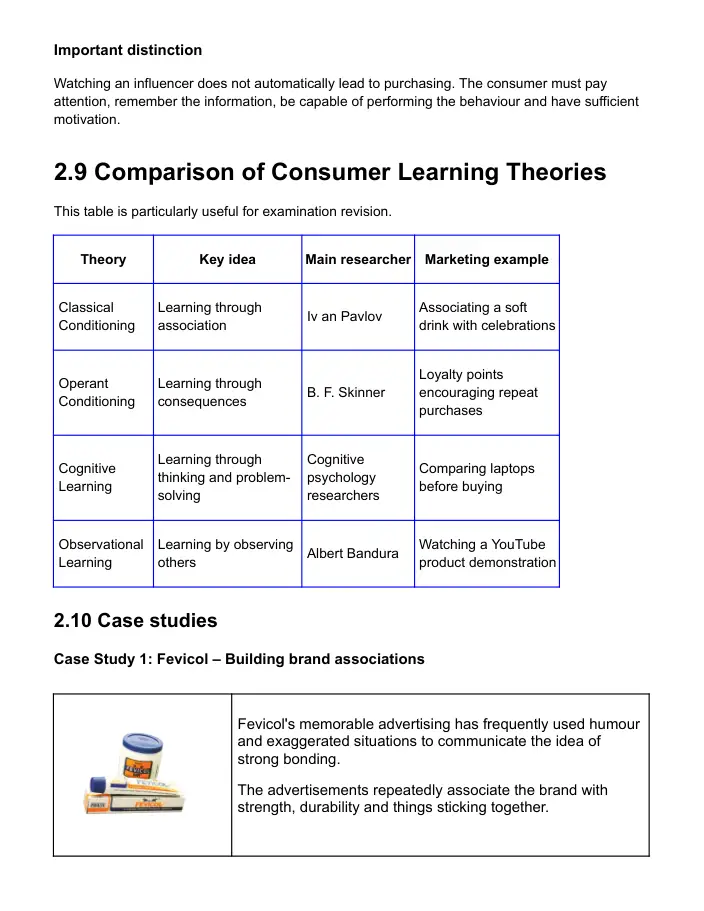 Important distinction
Watching an influencer does not automatically lead to purchasing. The consumer must pay
attention, remember the information, be capable of performing the behaviour and have sufficient
motivation.
2.9 Comparison of Consumer Learning Theories
This table is particularly useful for examination revision.
Theory Key idea Main researcher Marketing example
Classical
Conditioning
Learning through
association
Iv an Pavlov
Associating a soft
drink with celebrations
Operant
Conditioning
Learning through
consequences
B. F. Skinner
Loyalty points
encouraging repeat
purchases
Cognitive
Learning
Learning through
thinking and problem-
solving
Cognitive
psychology
researchers
Comparing laptops
before buying
Observational
Learning
Learning by observing
others
Albert Bandura
Watching a YouTube
product demonstration
2.10 Case studies
Case Study 1: Fevicol – Building brand associations
FEVICOL
FEVICOL
FEVICOL
Fevicol's memorable advertising has frequently used humour
and exaggerated situations to communicate the idea of
strong bonding.
The advertisements repeatedly associate the brand with
strength, durability and things sticking together.